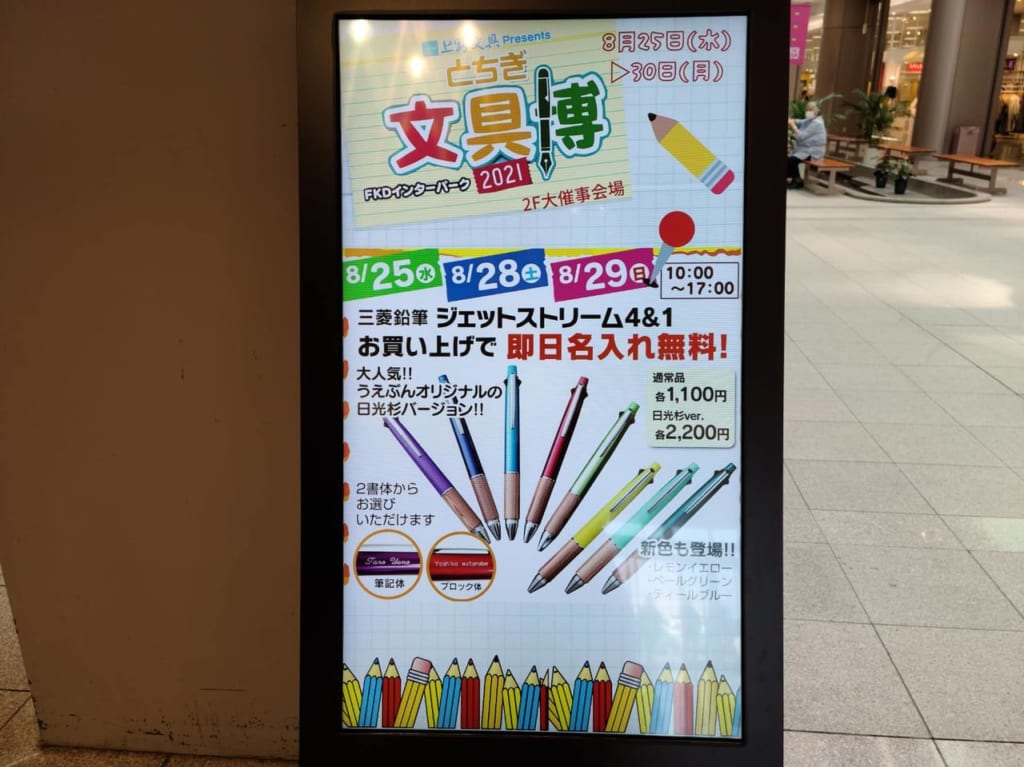 上野文具 Presents
8月25日(水)
▷30日(月)
とちぎ
文具博
FKDインターパーク 2021
2F大催事会場
8/25水 8/28土 8/29日 10:00
～17:00
三菱鉛筆 ジェットストリーム4&1
お買い上げで 即日名入れ無料!
大人気!!
うえぶんオリジナルの
日光杉バージョン!!
通常品
各1,100円
日光杉ver.
各2,200円
2書体から
お選び
いただけます
Taro Ueno
筆記体
Yoshiko watanabe
ブロック体
新色も登場!!
・レモンイエロー
・ペールグリーン
・ティールブルー